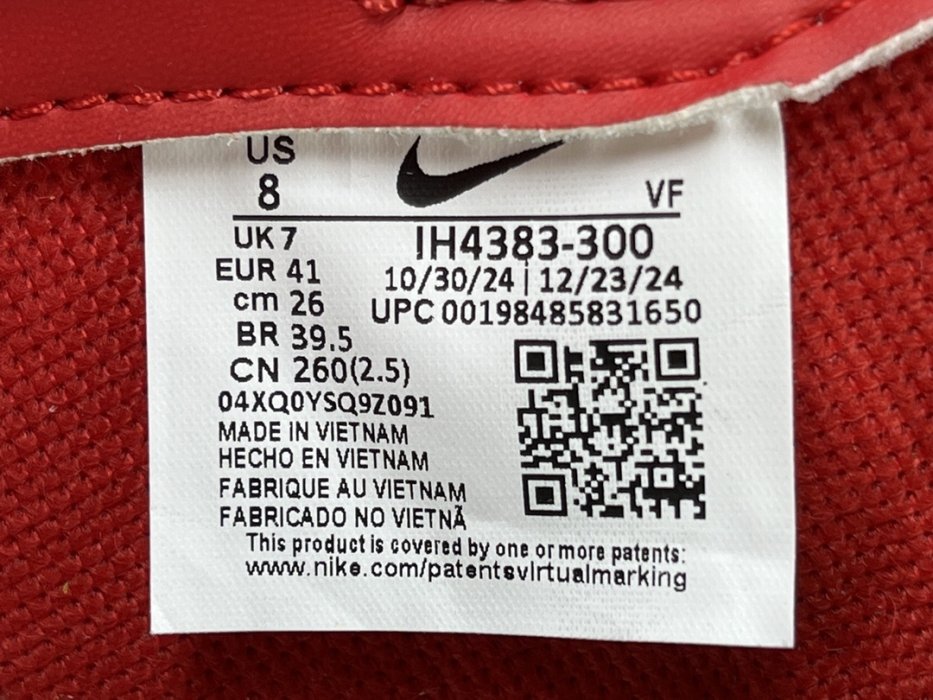 US
8
VF
UK 7
IH4383-300
EUR 41
10/30/24 | 12/23/24
cm 26
UPC 00198485831650
BR 39.5
CN 260(2.5)
04XQ0YSQ9Z091
MADE IN VIETNAM
HECHO EN VIETNAM
FABRIQUE AU VIETNAM
FABRICADO NO VIETNÃ
This product is covered by one or more patents:
www.nike.com/patentsvirtualmarking